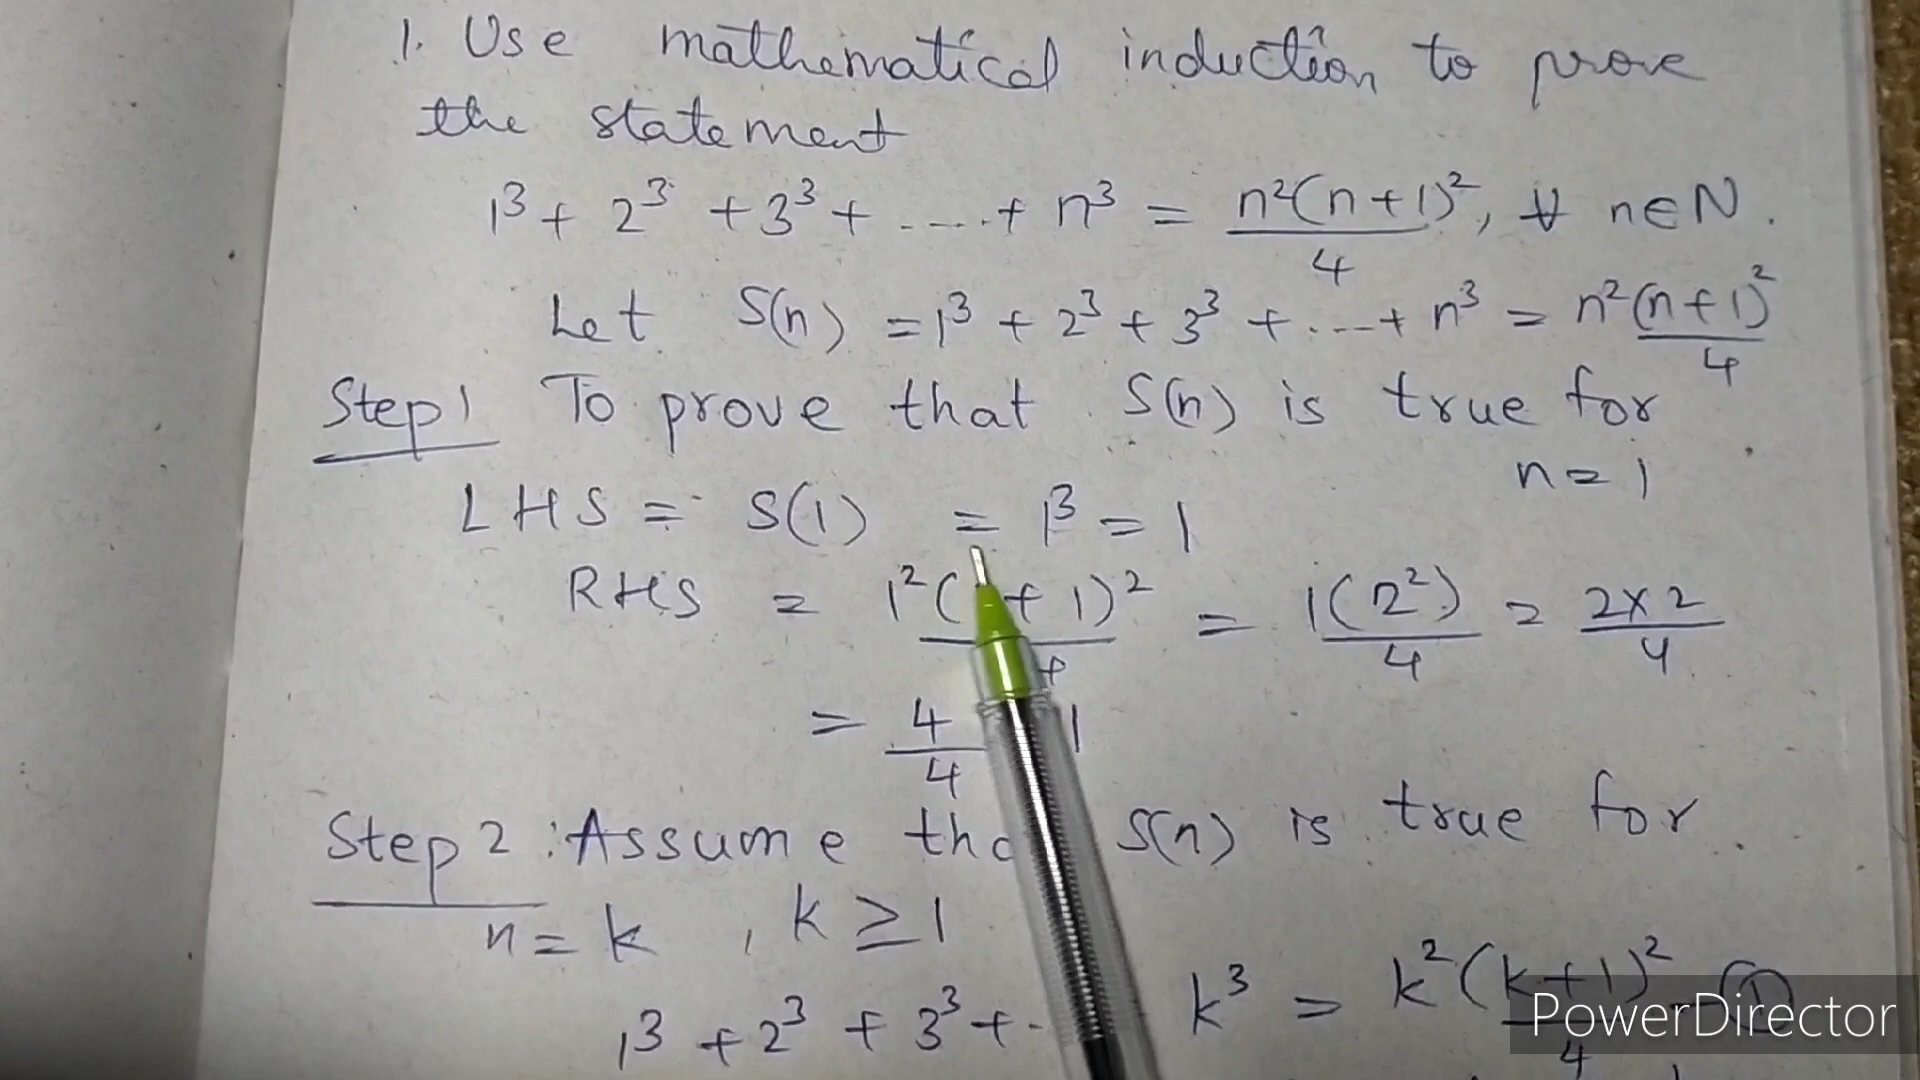 1. Use mathematical induction to prove
the statement
1³ + 2³ + 3³ + ..... + n³ = n²(n+1)²/4, ∀ n∈N.
Let S(n) = 1³ + 2³ + 3³ + ..... + n³ = n²(n+1)²/4
Step 1 To prove that S(n) is true for
n = 1
LHS = S(1) = 1³ = 1
RHS = 1²( + 1)² = 1(2²)/4 = 2×2/4
= 4/4 1
Step 2 : Assume S(n) is true for
n = k, k ≥ 1
1³ + 2³ + 3³ + k³ = k²(k+1)²/4 - ①
PowerDirector